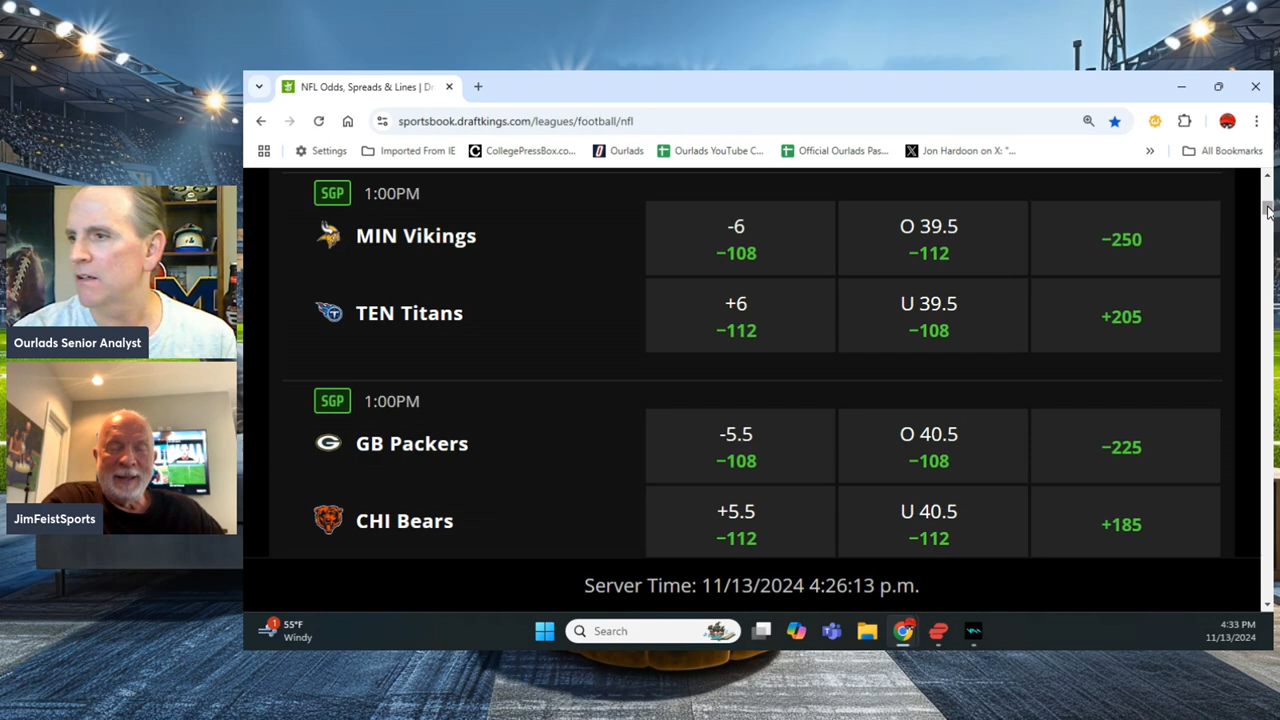 NFL Odds, Spreads & Lines | Dr
sportsbook.draftkings.com/leagues/football/nfl
Settings
Imported From IE
CollegePressBox.co...
Ourlads
Ourlads YouTube C...
Official Ourlads Pas...
Jon Hardoon on X: "...
All Bookmarks
SGP 1:00PM
MIN Vikings
-6
−108
O 39.5
−112
−250
TEN Titans
+6
−112
U 39.5
−108
+205
SGP 1:00PM
GB Packers
-5.5
−108
O 40.5
−108
−225
CHI Bears
+5.5
−112
U 40.5
−112
+185
Server Time: 11/13/2024 4:26:13 p.m.
Ourlads Senior Analyst
JimFeistSports
1
55°F
Windy
Search
4:33 PM
11/13/2024